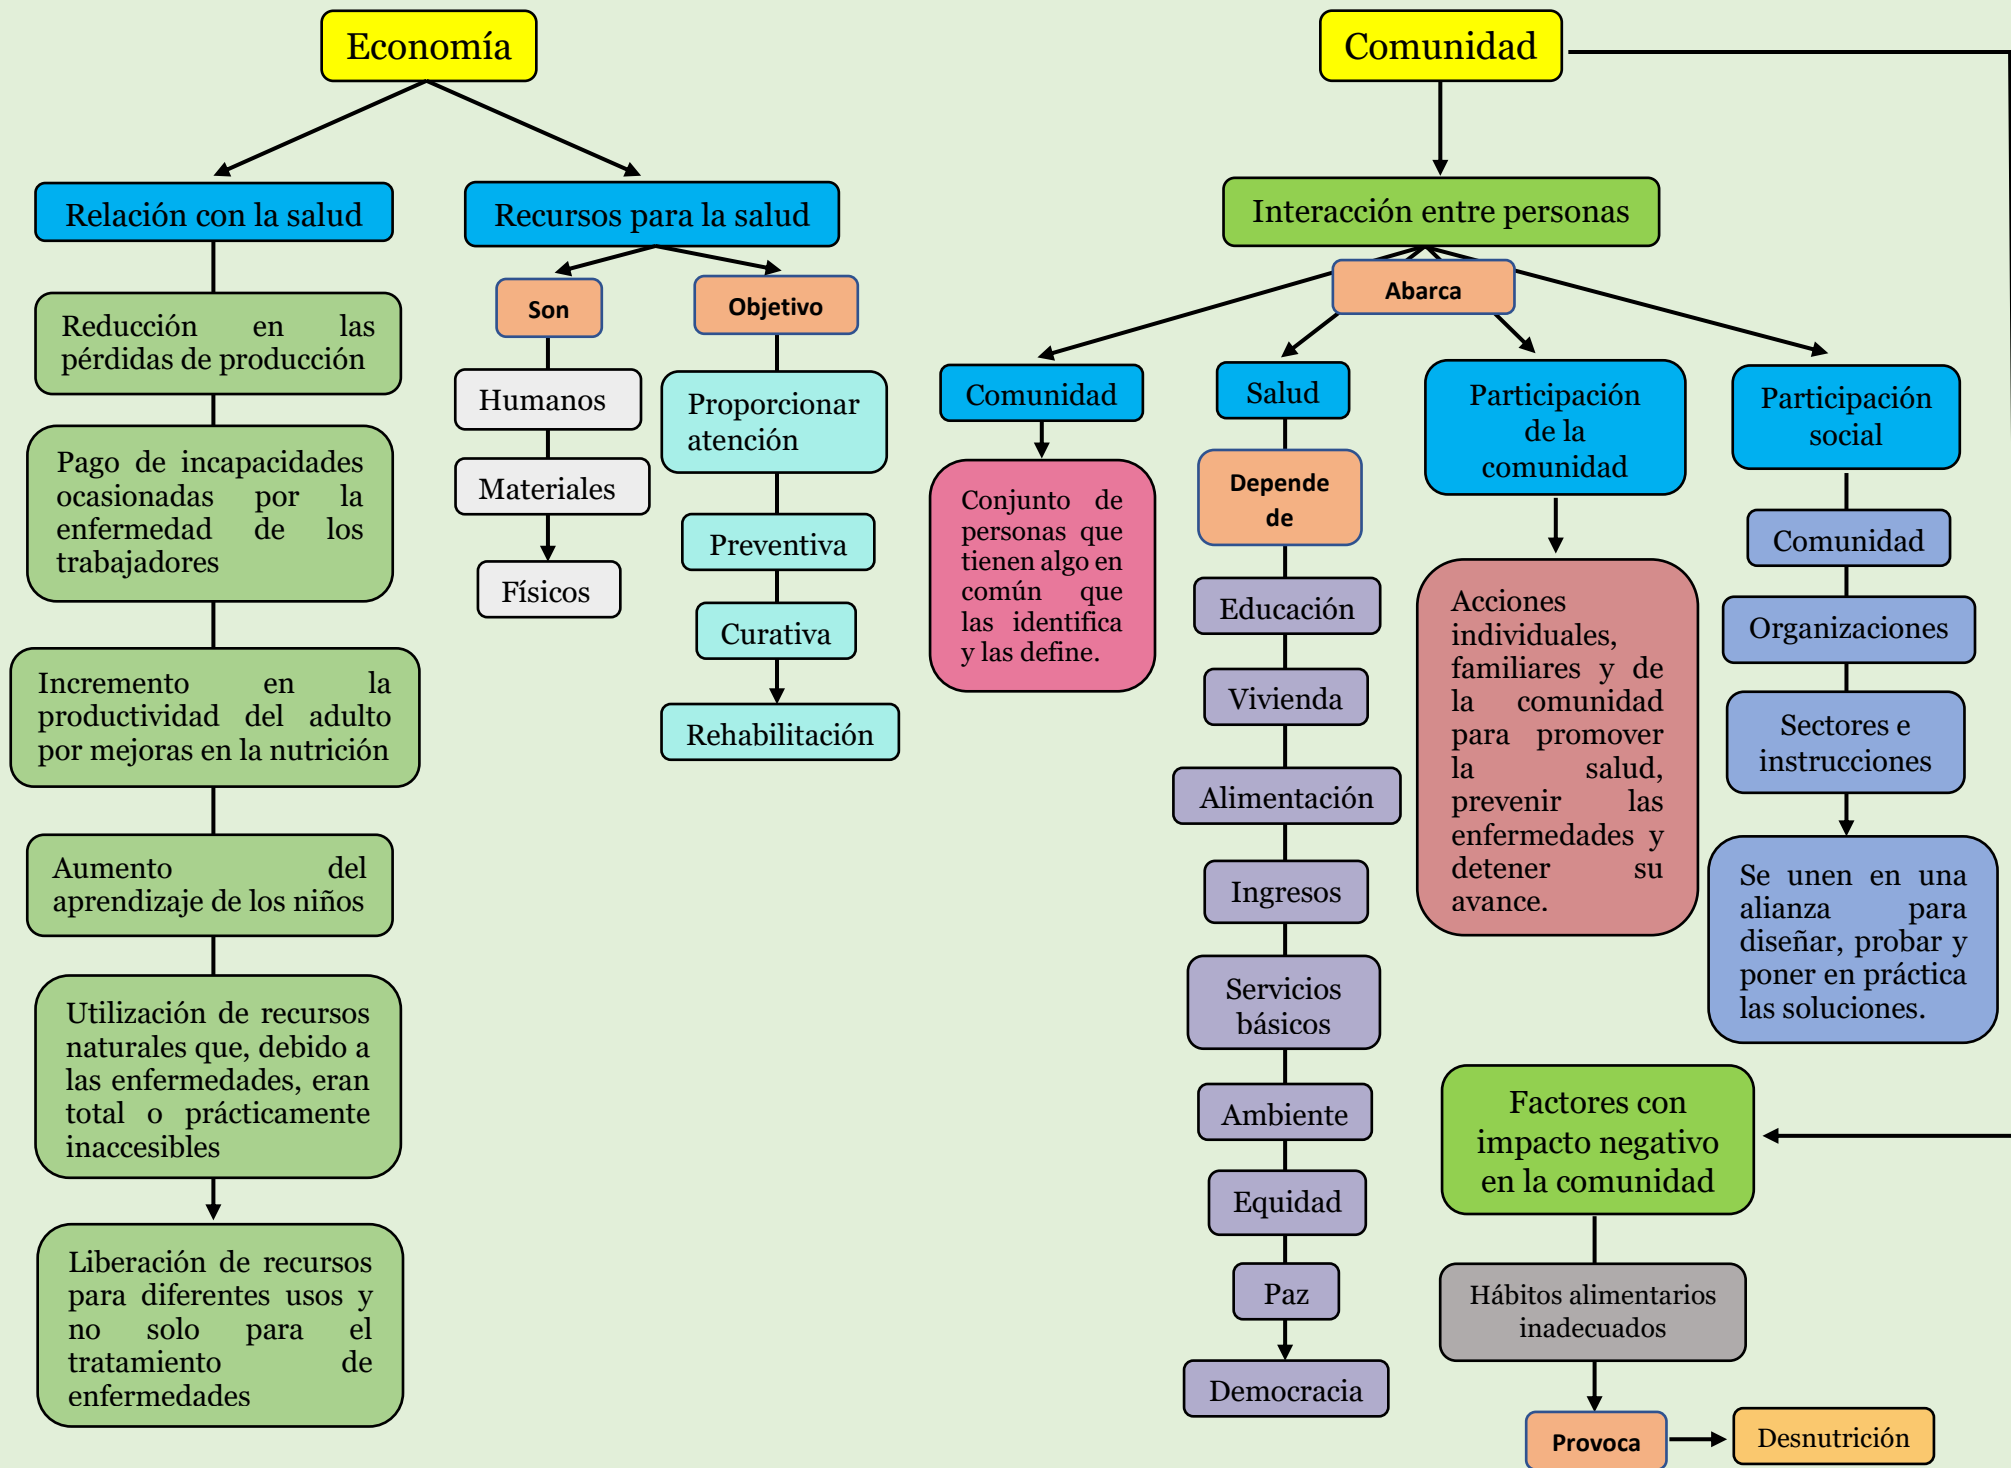 Economía
Relación con la salud
Reducción en las
pérdidas de producción
Pago de incapacidades
ocasionadas por la
enfermedad de los
trabajadores
Incremento en la
productividad del adulto
por mejoras en la nutrición
Aumento del
aprendizaje de los niños
Utilización de recursos
naturales que, debido a
las enfermedades, eran
total o prácticamente
inaccesibles
Liberación de recursos
para diferentes usos y
no solo para el
tratamiento de
enfermedades
Recursos para la salud
Son
Humanos
Materiales
Físicos
Objetivo
Proporcionar
atención
Preventiva
Curativa
Rehabilitación
Comunidad
Interacción entre personas
Abarca
Comunidad
Conjunto de
personas que
tienen algo en
común que
las identifica
y las define.
Salud
Depende
de
Educación
Vivienda
Alimentación
Ingresos
Servicios
básicos
Ambiente
Equidad
Paz
Democracia
Participación
de la
comunidad
Acciones
individuales,
familiares y de
la comunidad
para promover
la salud,
prevenir las
enfermedades y
detener su
avance.
Participación
social
Comunidad
Organizaciones
Sectores e
instrucciones
Se unen en una
alianza para
diseñar, probar y
poner en práctica
las soluciones.
Factores con
impacto negativo
en la comunidad
Hábitos alimentarios
inadecuados
Provoca
Desnutrición